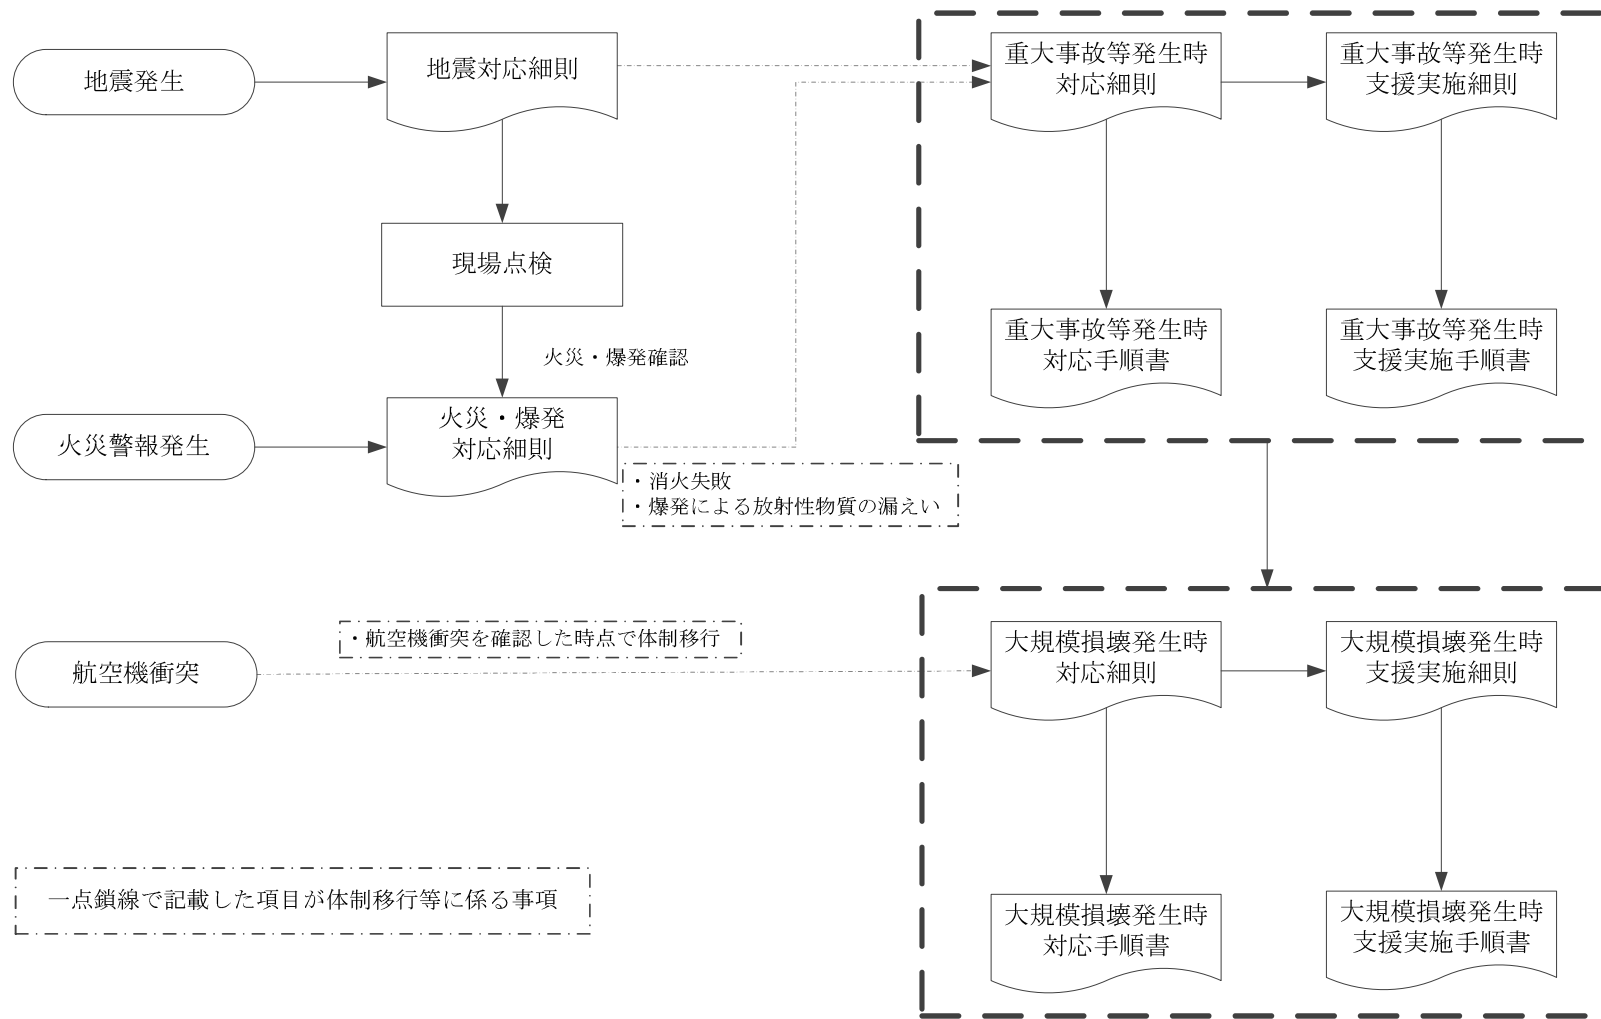 地震発生
地震対応細則
重大事故等発生時
対応細則
重大事故等発生時
支援実施細則
現場点検
火災・爆発確認
重大事故等発生時
対応手順書
重大事故等発生時
支援実施手順書
火災警報発生
火災・爆発
対応細則
・消火失敗
・爆発による放射性物質の漏えい
航空機衝突
・航空機衝突を確認した時点で体制移行
大規模損壊発生時
対応細則
大規模損壊発生時
支援実施細則
一点鎖線で記載した項目が体制移行等に係る事項
大規模損壊発生時
対応手順書
大規模損壊発生時
支援実施手順書